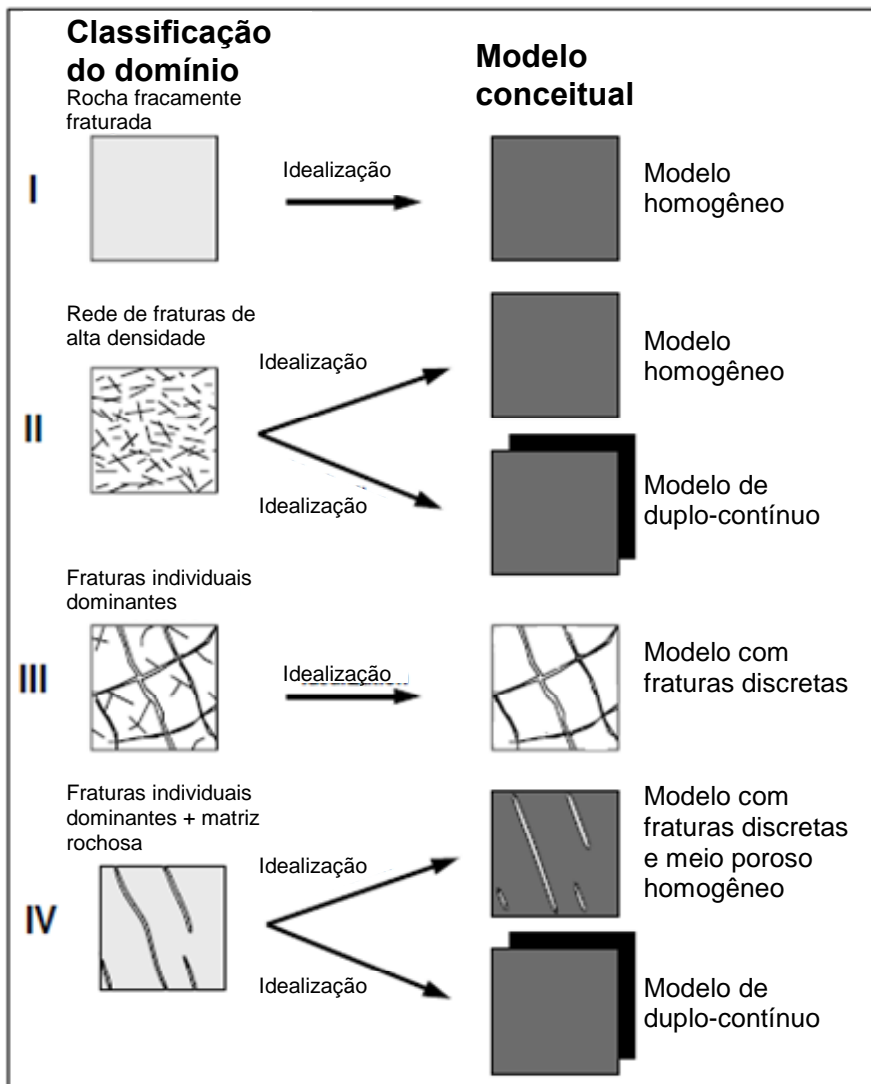 Classificação
do domínio
Modelo
conceitual
Rocha fracamente
fraturada
I
Idealização
Modelo
homogêneo
Rede de fraturas de
alta densidade
II
Idealização
Modelo
homogêneo
Idealização
Modelo de
duplo-contínuo
Fraturas individuais
dominantes
III
Idealização
Modelo com
fraturas discretas
Fraturas individuais
dominantes + matriz
rochosa
IV
Idealização
Modelo com
fraturas discretas
e meio poroso
homogêneo
Idealização
Modelo de
duplo-contínuo